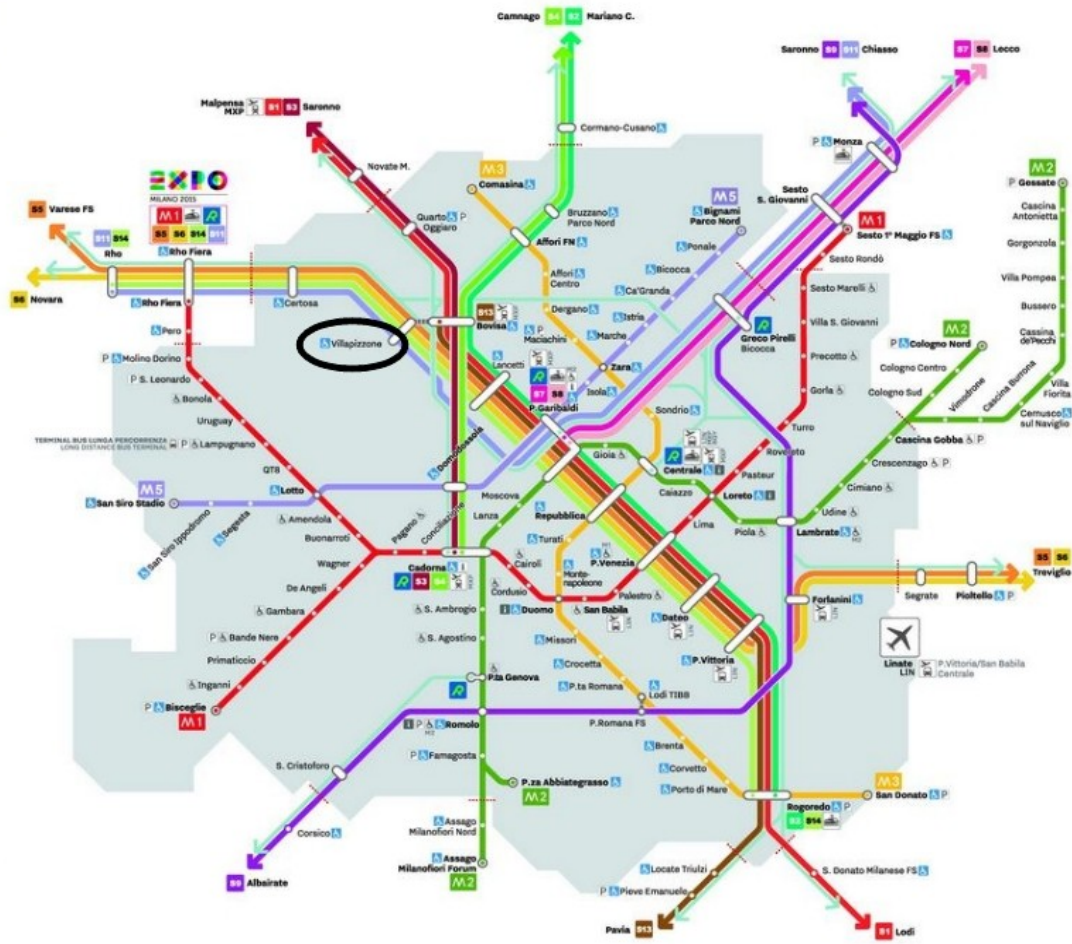 Camnago S4 S2 Mariano C.
Saronno S9 S11 Chiasso
S7 S8 Lecco
Malpensa
MXP
S1 S3 Saronno
Cormano-Cusano
P Monza
M2
P Gessate
Novate M.
M3
Comasina
EXPO
MILANO 2015
M1 R
S5 S6 S14 S11
Sesto
S. Giovanni
Cascina
Antonietta
S5 Varese FS
M5
Bignami
Parco Nord
Bruzzano
Parco Nord
Quarto P
Oggiaro
M1
Sesto 1° Maggio FS
Gorgonzola
S11 S14
Rho
Rho Fiera
Affori FN
Ponale
Sesto Rondò
Villa Pompea
Bicocca
Affori
Centro
S6 Novara
Rho Fiera
Certosa
Ca'Granda
Sesto Marelli
Bussero
S13
Bovisa
MXP
Dergano
Istria
R
Greco Pirelli
Bicocca
Villa S. Giovanni
M2
P Cologno Nord
Cassina
de'Pecchi
Pero
Villapizzone
P
Maciachini
Marche
P Molino Dorino
Lancetti
MXP
R
S7 S8
P.Garibaldi
Zara
Isola
Precotto
Cologno Centro
Villa
Fiorita
P S. Leonardo
Gorla
Cologno Sud
Vimodrone
Cascina Burrona
Cernusco
sul Naviglio
Bonola
Sondrio
Uruguay
Turro
Cascina Gobba P
TERMINAL BUS LUNGA PERCORRENZA
LONG DISTANCE BUS TERMINAL
P Lampugnano
Domodossola
Gioia
R
Centrale
Rovereto
Crescenzago P
QT8
Pasteur
M5
San Siro Stadio
Lotto
Moscova
Caiazzo
Loreto
Cimiano
San Siro Ippodromo
Segesta
Amendola
Pagano
Conciliazione
Lanza
Repubblica
Lima
Piola
Udine
Lambrate
Buonarroti
Turati
M1
P.Venezia
Wagner
Cadorna
R S3 S4
MXP
Cairoli
Cordusio
Monte-
napoleone
S5 S6
Treviglio
De Angeli
Duomo
San Babila
LIN
Palestro
Forlanini
Segrate
Pioltello P
Gambara
S. Ambrogio
Dateo
LIN
P Bande Nere
S. Agostino
Missori
P.Vittoria
LIN
Linate
LIN
P.Vittoria/San Babila
Centrale
Primaticcio
Crocetta
Inganni
R
P.ta Genova
P.ta Romana
Lodi TIBB
P Bisceglie
M1
P Romolo
P.Romana FS
Brenta
P Famagosta
S. Cristoforo
Corvetto
P.za Abbiategrasso
M2
Porto di Mare
M3
San Donato P
Rogoredo P
S2 S14
Corsico
Assago
Milanofiori Nord
Assago
Milanofiori Forum
M2
S9 Albairate
Locate Triulzi
S. Donato Milanese FS
P Pieve Emanuele
Pavia S13
S1 Lodi